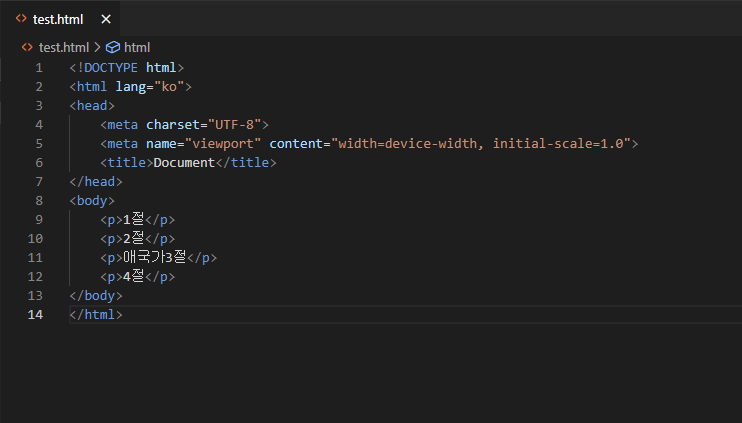 test.html
test.html > html
1 <!DOCTYPE html>
2 <html lang="ko">
3 <head>
4     <meta charset="UTF-8">
5     <meta name="viewport" content="width=device-width, initial-scale=1.0">
6     <title>Document</title>
7 </head>
8 <body>
9     <p>1절</p>
10     <p>2절</p>
11     <p>애국가3절</p>
12     <p>4절</p>
13 </body>
14 </html>